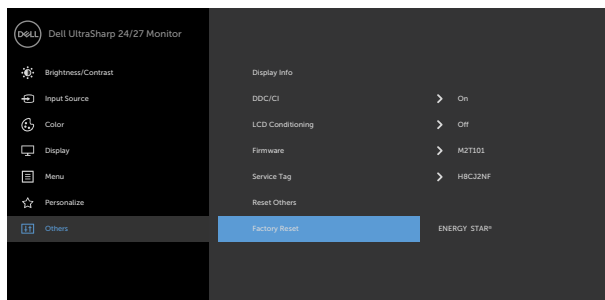 DELL Dell UltraSharp 24/27 Monitor
Brightness/Contrast Display Info
Input Source DDC/CI On
Color LCD Conditioning Off
Display Firmware M2T101
Menu Service Tag H8CJ2NF
Personalize Reset Others
Others Factory Reset ENERGY STAR®